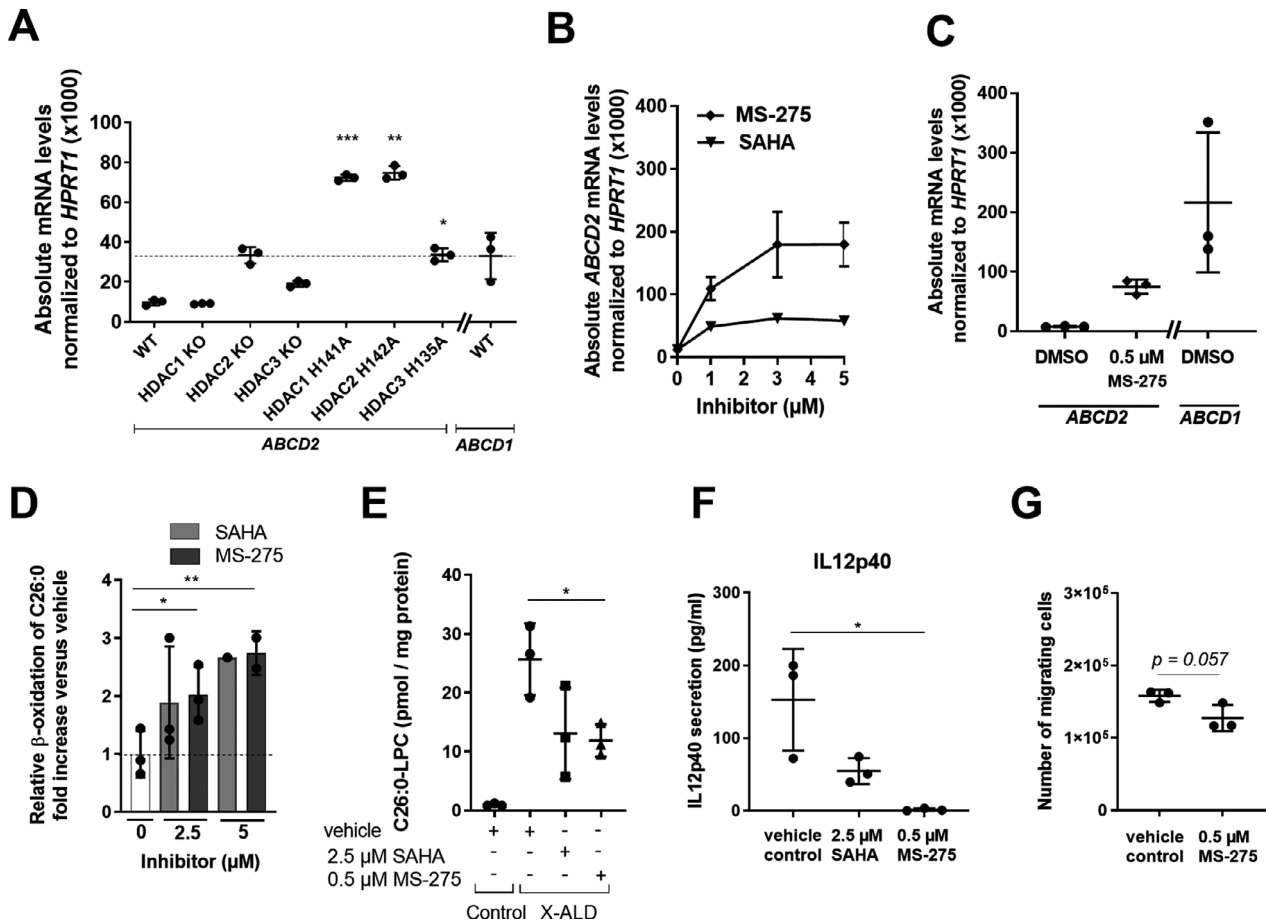 A
Absolute mRNA levels
normalized to HPRT1 (x1000)
100
80
60
40
20
0
***
**
*
WT
HDAC1 KO
HDAC2 KO
HDAC3 KO
HDAC1 H141A
HDAC2 H142A
HDAC3 H135A
WT
ABCD2
ABCD1
B
Absolute ABCD2 mRNA levels
normalized to HPRT1 (x1000)
400
300
200
100
0
MS-275
SAHA
0 1 2 3 4 5
Inhibitor (µM)
C
Absolute mRNA levels
normalized to HPRT1 (x1000)
400
300
200
100
0
DMSO
0.5 µM
MS-275
DMSO
ABCD2
ABCD1
D
SAHA
MS-275
Relative β-oxidation of C26:0
fold increase versus vehicle
4
3
2
1
0
**
*
0 2.5 5
Inhibitor (µM)
E
C26:0-LPC (pmol / mg protein)
40
30
20
10
0
*
vehicle + + - -
2.5 µM SAHA - - + -
0.5 µM MS-275 - - - +
Control X-ALD
F
IL12p40
IL12p40 secretion (pg/ml)
300
200
150
100
50
0
*
vehicle
control
2.5 µM
SAHA
0.5 µM
MS-275
G
Number of migrating cells
3×10⁵
2×10⁵
1×10⁵
0
p = 0.057
vehicle
control
0.5 µM
MS-275